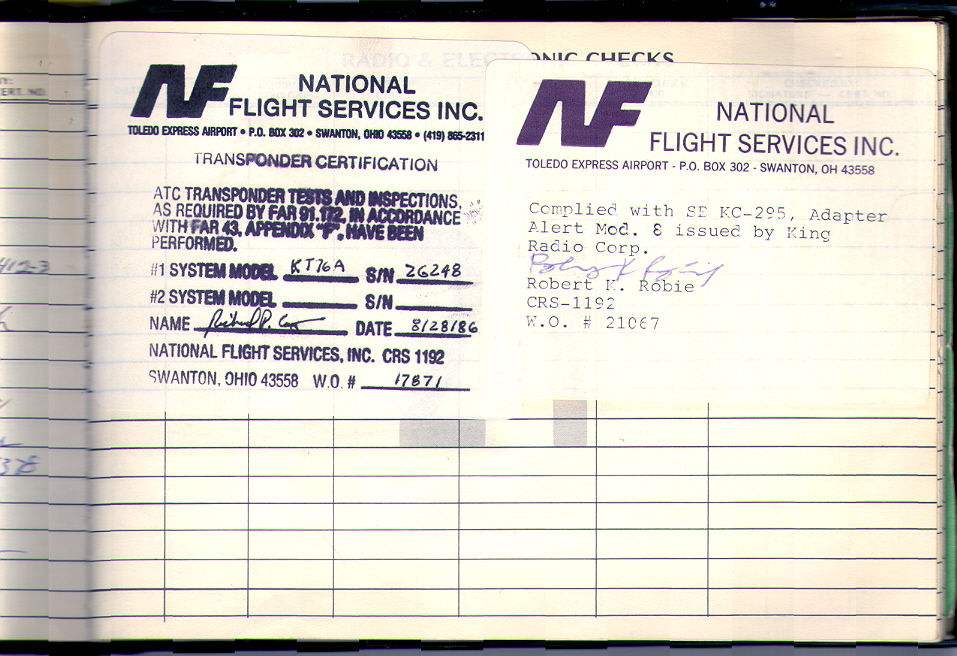 RADIO & ELECTRONIC CHECKS
NF
NATIONAL
FLIGHT SERVICES INC.
TOLEDO EXPRESS AIRPORT • P.O. BOX 302 • SWANTON, OHIO 43558 • (419) 865-2311
TRANSPONDER CERTIFICATION
ATC TRANSPONDER TESTS AND INSPECTIONS,
AS REQUIRED BY FAR 91.172, IN ACCORDANCE
WITH FAR 43, APPENDIX "F", HAVE BEEN
PERFORMED.
#1 SYSTEM MODEL KT76A S/N 26248
#2 SYSTEM MODEL S/N
NAME DATE 8/28/86
NATIONAL FLIGHT SERVICES, INC. CRS 1192
SWANTON, OHIO 43558 W.O. # 17871
NF
NATIONAL
FLIGHT SERVICES INC.
TOLEDO EXPRESS AIRPORT - P.O. BOX 302 - SWANTON, OH 43558
Complied with SB KC-295, Adapter
Alert Mod. 8 issued by King
Radio Corp.
Robert K. Robie
CRS-1192
W.O. # 21067